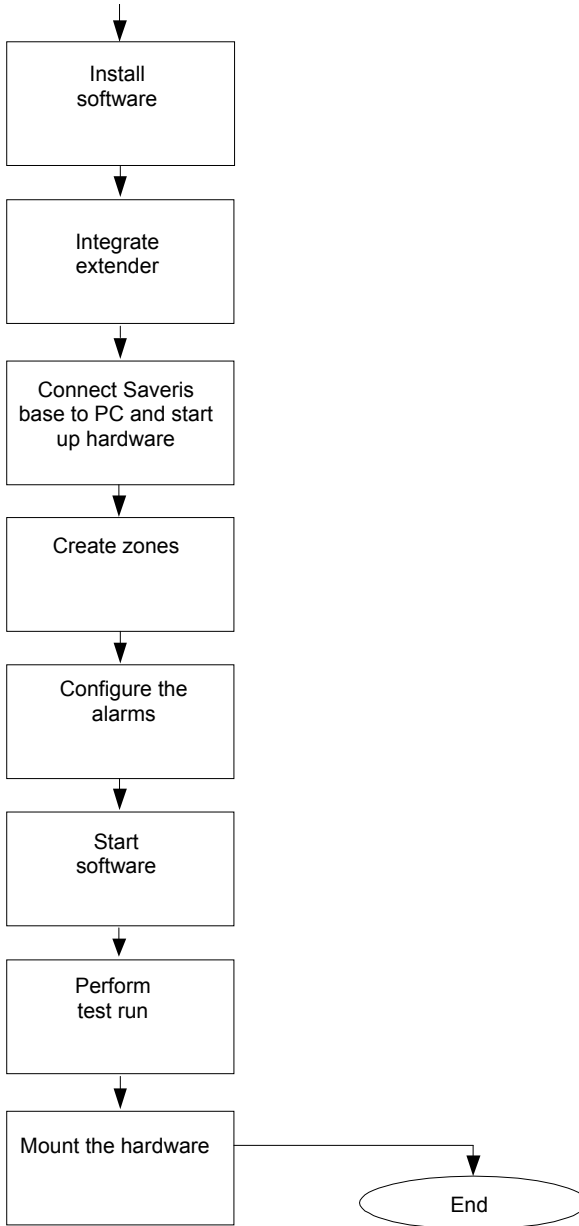 Install
software
Integrate
extender
Connect Saveris
base to PC and start
up hardware
Create zones
Configure the
alarms
Start
software
Perform
test run
Mount the hardware
End